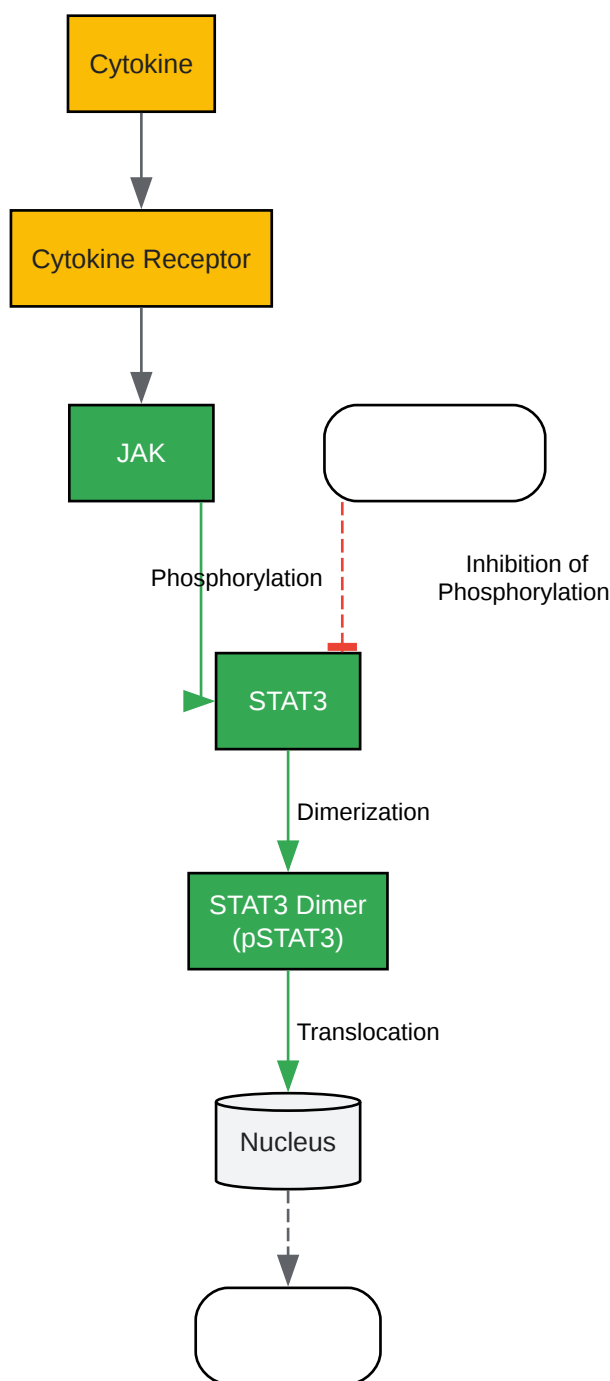 Cytokine
Cytokine Receptor
JAK
Phosphorylation
Inhibition of
Phosphorylation
STAT3
Dimerization
STAT3 Dimer
(pSTAT3)
Translocation
Nucleus